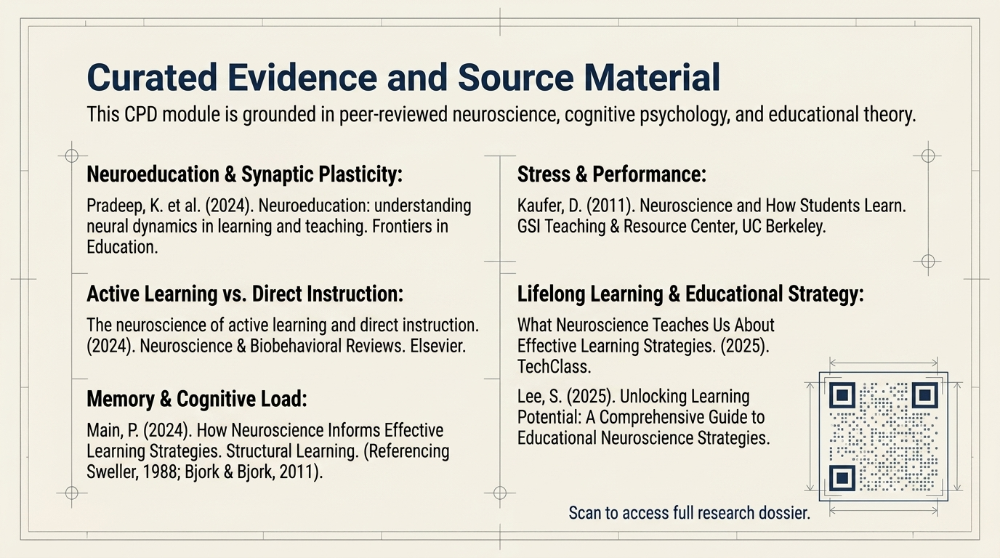 Curated Evidence and Source Material
This CPD module is grounded in peer-reviewed neuroscience, cognitive psychology, and educational theory.
Neuroeducation & Synaptic Plasticity:
Pradeep, K. et al. (2024). Neuroeducation: understanding
neural dynamics in learning and teaching. Frontiers in
Education.
Active Learning vs. Direct Instruction:
The neuroscience of active learning and direct instruction.
(2024). Neuroscience & Biobehavioral Reviews. Elsevier.
Memory & Cognitive Load:
Main, P. (2024). How Neuroscience Informs Effective
Learning Strategies. Structural Learning. (Referencing
Sweller, 1988; Bjork & Bjork, 2011).
Stress & Performance:
Kaufer, D. (2011). Neuroscience and How Students Learn.
GSI Teaching & Resource Center, UC Berkeley.
Lifelong Learning & Educational Strategy:
What Neuroscience Teaches Us About
Effective Learning Strategies. (2025).
TechClass.
Lee, S. (2025). Unlocking Learning
Potential: A Comprehensive Guide to
Educational Neuroscience Strategies.
Scan to access full research dossier.